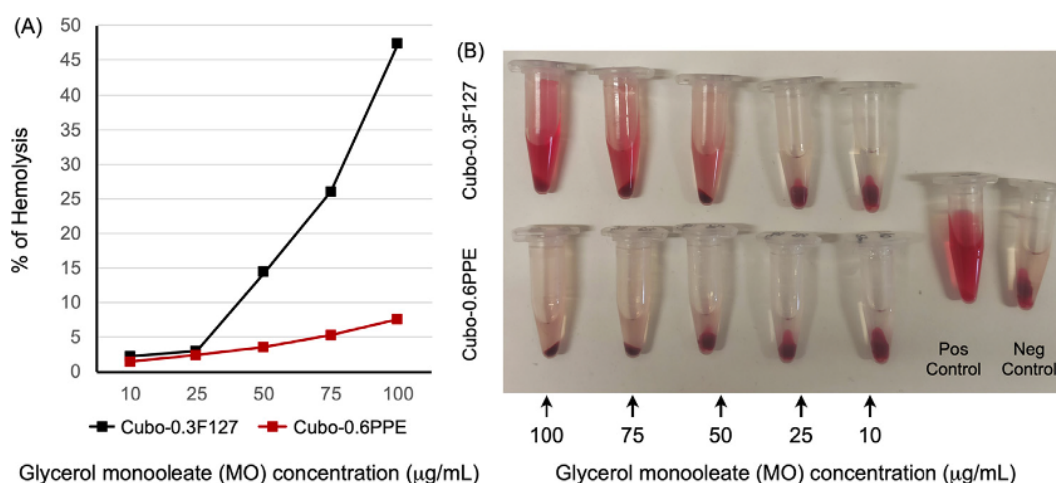 (A)
% of Hemolysis
50
45
40
35
30
25
20
15
10
5
0
10 25 50 75 100
Cubo-0.3F127 Cubo-0.6PPE
Glycerol monooleate (MO) concentration (μg/mL)
(B)
Cubo-0.3F127
Cubo-0.6PPE
Pos
Control
Neg
Control
100 75 50 25 10
Glycerol monooleate (MO) concentration (μg/mL)